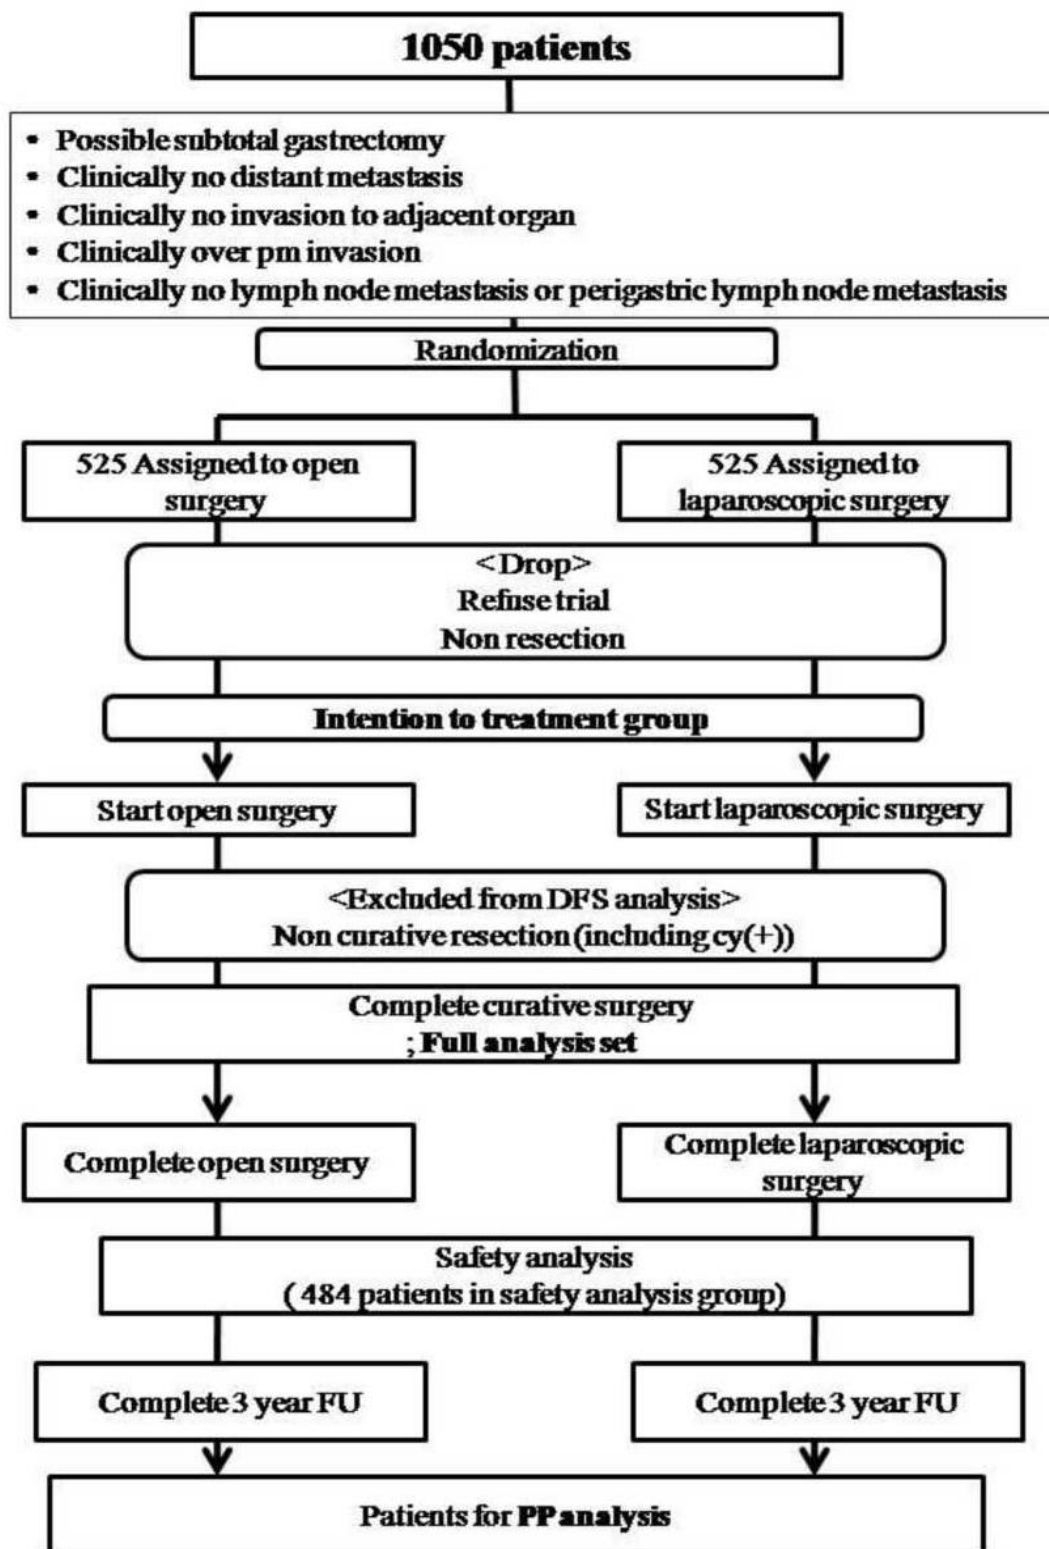 1050 patients
• Possible subtotal gastrectomy
• Clinically no distant metastasis
• Clinically no invasion to adjacent organ
• Clinically over pm invasion
• Clinically no lymph node metastasis or perigastric lymph node metastasis
Randomization
525 Assigned to open
surgery
525 Assigned to
laparoscopic surgery
<Drop>
Refuse trial
Non resection
Intention to treatment group
Start open surgery
Start laparoscopic surgery
<Excluded from DFS analysis>
Non curative resection (including cy(+))
Complete curative surgery
; Full analysis set
Complete open surgery
Complete laparoscopic
surgery
Safety analysis
( 484 patients in safety analysis group)
Complete 3 year FU
Complete 3 year FU
Patients for PP analysis